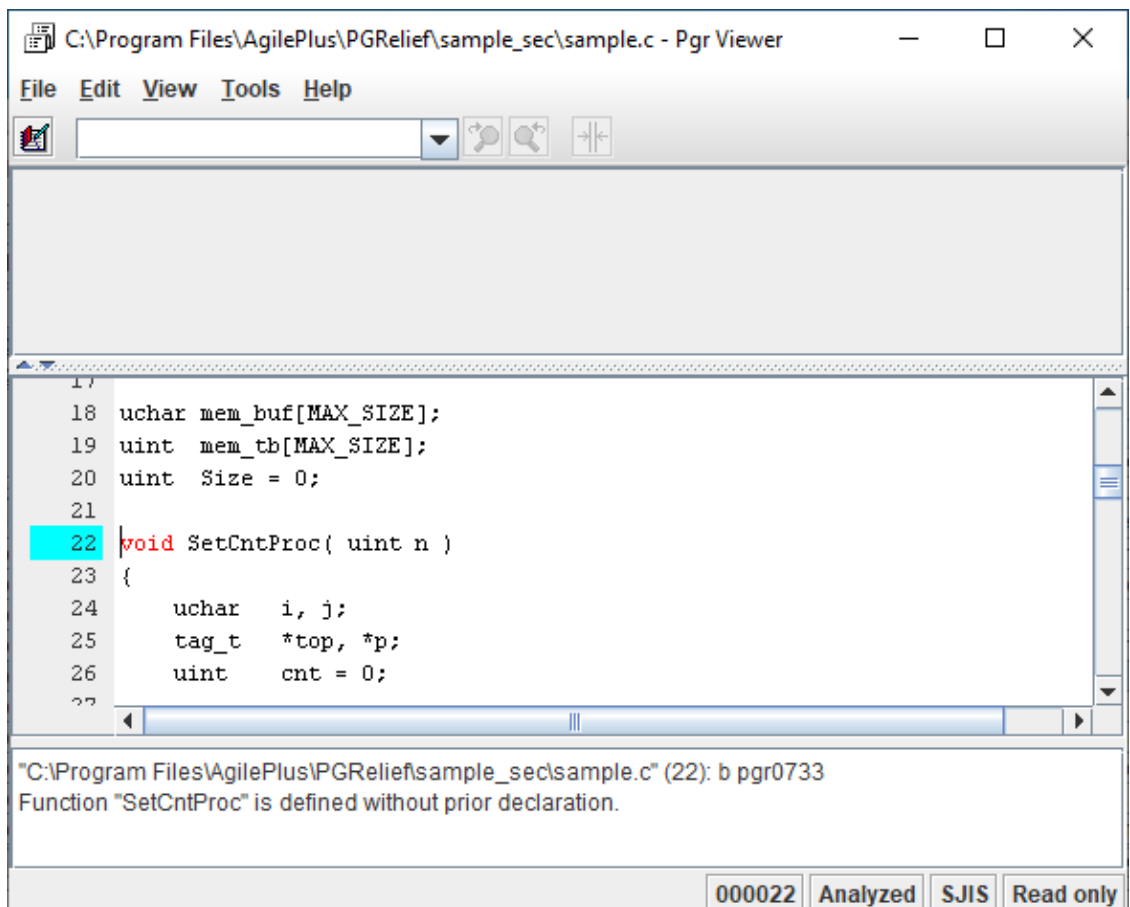 C:\Program Files\AgilePlus\PGRelief\sample_sec\sample.c - Pgr Viewer
File Edit View Tools Help
17
18 uchar mem_buf[MAX_SIZE];
19 uint  mem_tb[MAX_SIZE];
20 uint  Size = 0;
21
22 void SetCntProc( uint n )
23 {
24     uchar   i, j;
25     tag_t   *top, *p;
26     uint    cnt = 0;
27
"C:\Program Files\AgilePlus\PGRelief\sample_sec\sample.c" (22): b pgr0733
Function "SetCntProc" is defined without prior declaration.
000022 Analyzed SJIS Read only